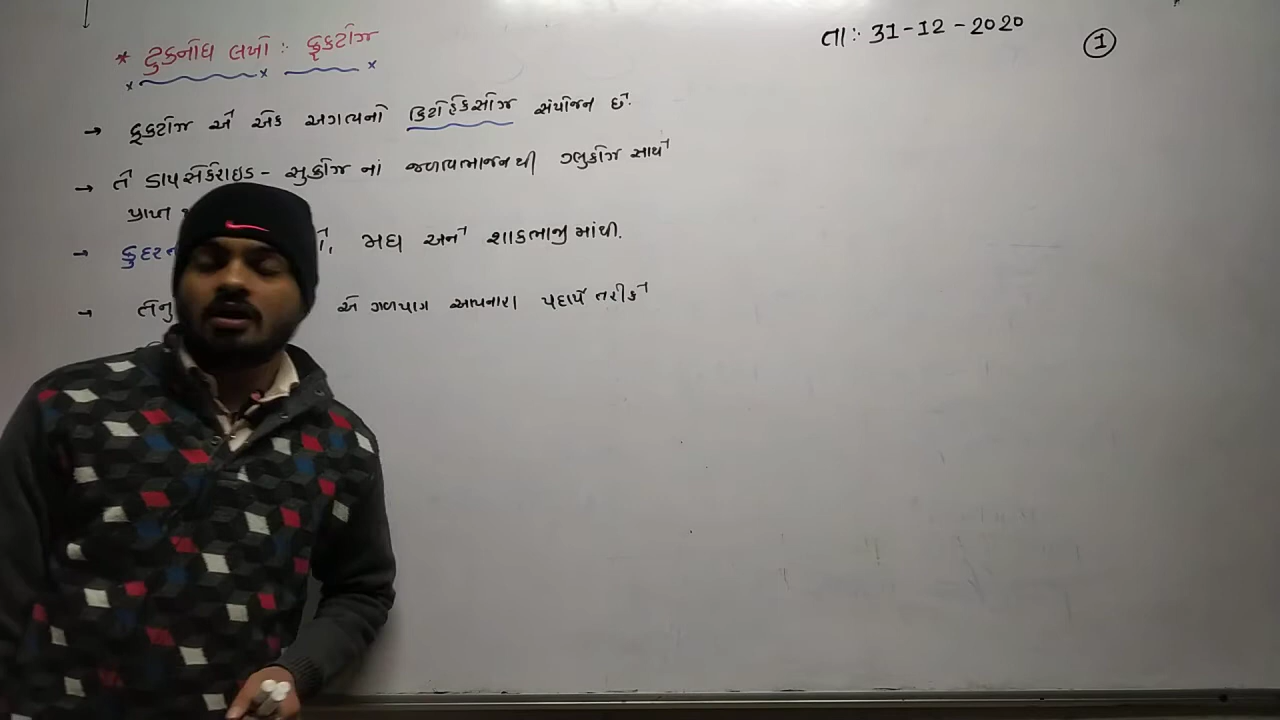 તા: 31-12-2020
1
* ટુકનોંધ લખો : ફ્રુક્ટોઝ
→ ફ્રુક્ટોઝ એ એક અગત્યનો કિટોહેક્સોઝ સંયોજન છે.
→ તે ડાયસેકેરાઇડ - સુક્રોઝ નાં જળવિભાજન થી ગ્લુકોઝ સાથે
પ્રાપ્ત
→ કુદરત , મધ અને શાકભાજી માંથી.
→ તેનુ એ ગળપણ આપનારા પદાર્થ તરીકે